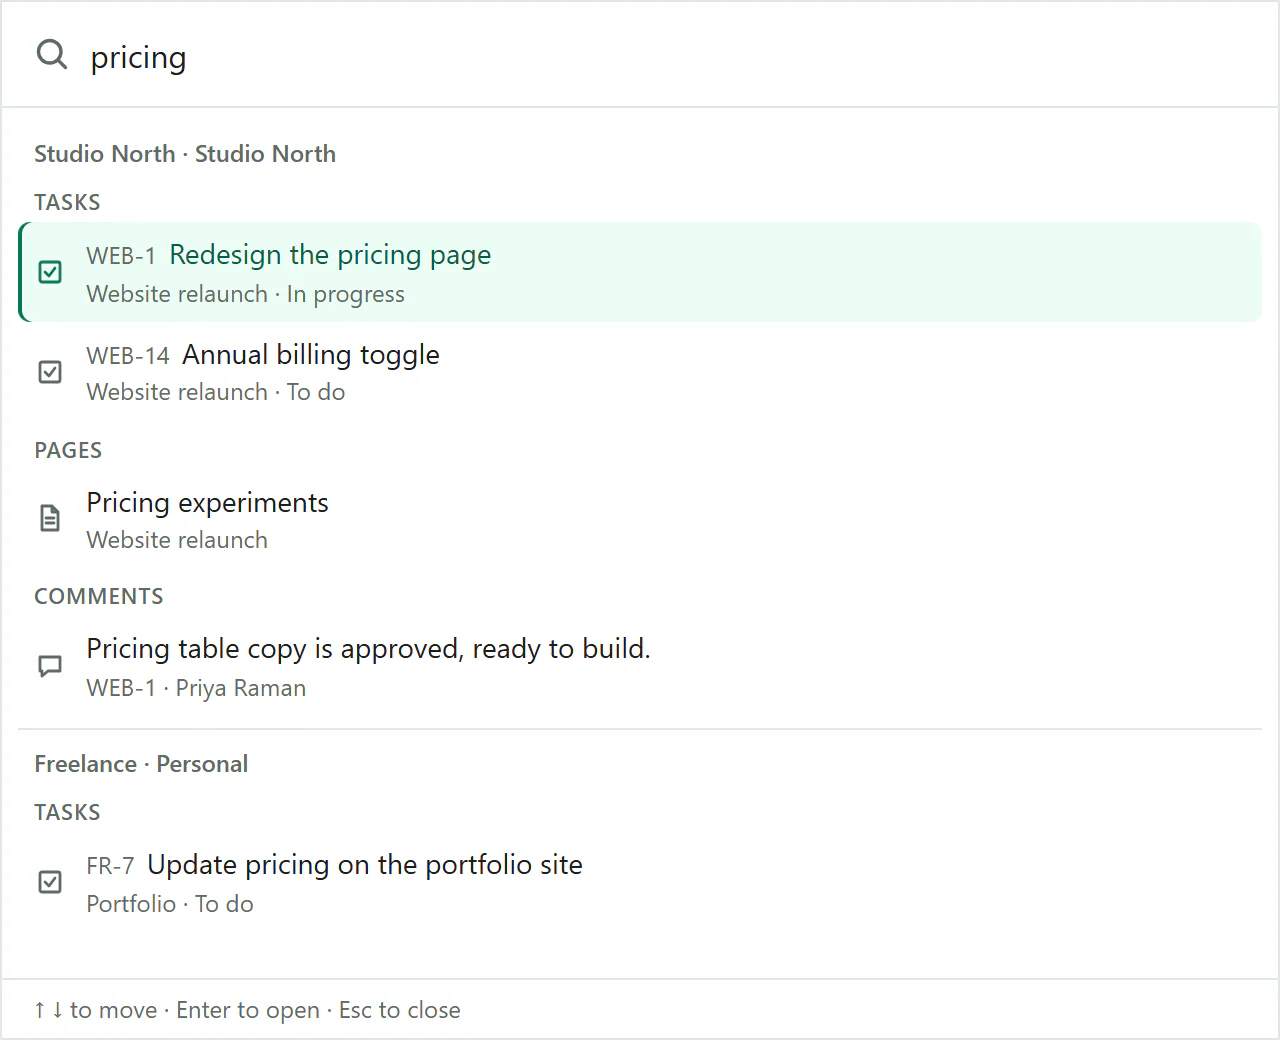 pricing
Studio North · Studio North
TASKS
WEB-1 Redesign the pricing page
Website relaunch · In progress
WEB-14 Annual billing toggle
Website relaunch · To do
PAGES
Pricing experiments
Website relaunch
COMMENTS
Pricing table copy is approved, ready to build.
WEB-1 · Priya Raman
Freelance · Personal
TASKS
FR-7 Update pricing on the portfolio site
Portfolio · To do
↑ ↓ to move · Enter to open · Esc to close